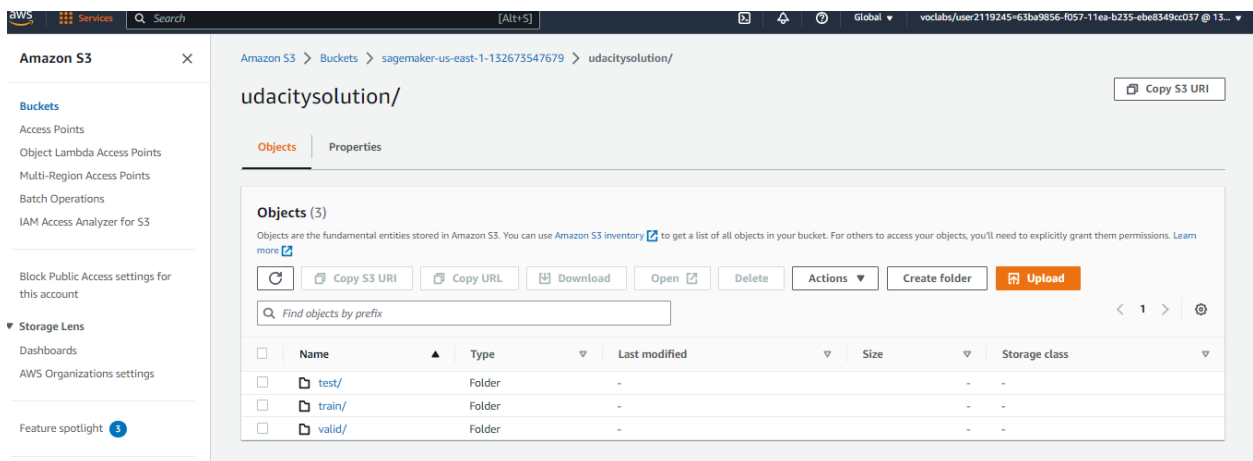 aws
Services
Search
[Alt+S]
Global
voclabs/user2119245=63ba9856-f057-11ea-b235-ebe8349cc037 @ 13...
Amazon S3
Buckets
Access Points
Object Lambda Access Points
Multi-Region Access Points
Batch Operations
IAM Access Analyzer for S3
Block Public Access settings for
this account
Storage Lens
Dashboards
AWS Organizations settings
Feature spotlight 3
Amazon S3 > Buckets > sagemaker-us-east-1-132673547679 > udacitysolution/
udacitysolution/
Copy S3 URI
Objects Properties
Objects (3)
Objects are the fundamental entities stored in Amazon S3. You can use Amazon S3 inventory to get a list of all objects in your bucket. For others to access your objects, you'll need to explicitly grant them permissions. Learn
more
Copy S3 URI Copy URL Download Open Delete Actions Create folder Upload
Find objects by prefix
< 1 >
Name Type Last modified Size Storage class
test/ Folder - - -
train/ Folder - - -
valid/ Folder - - -